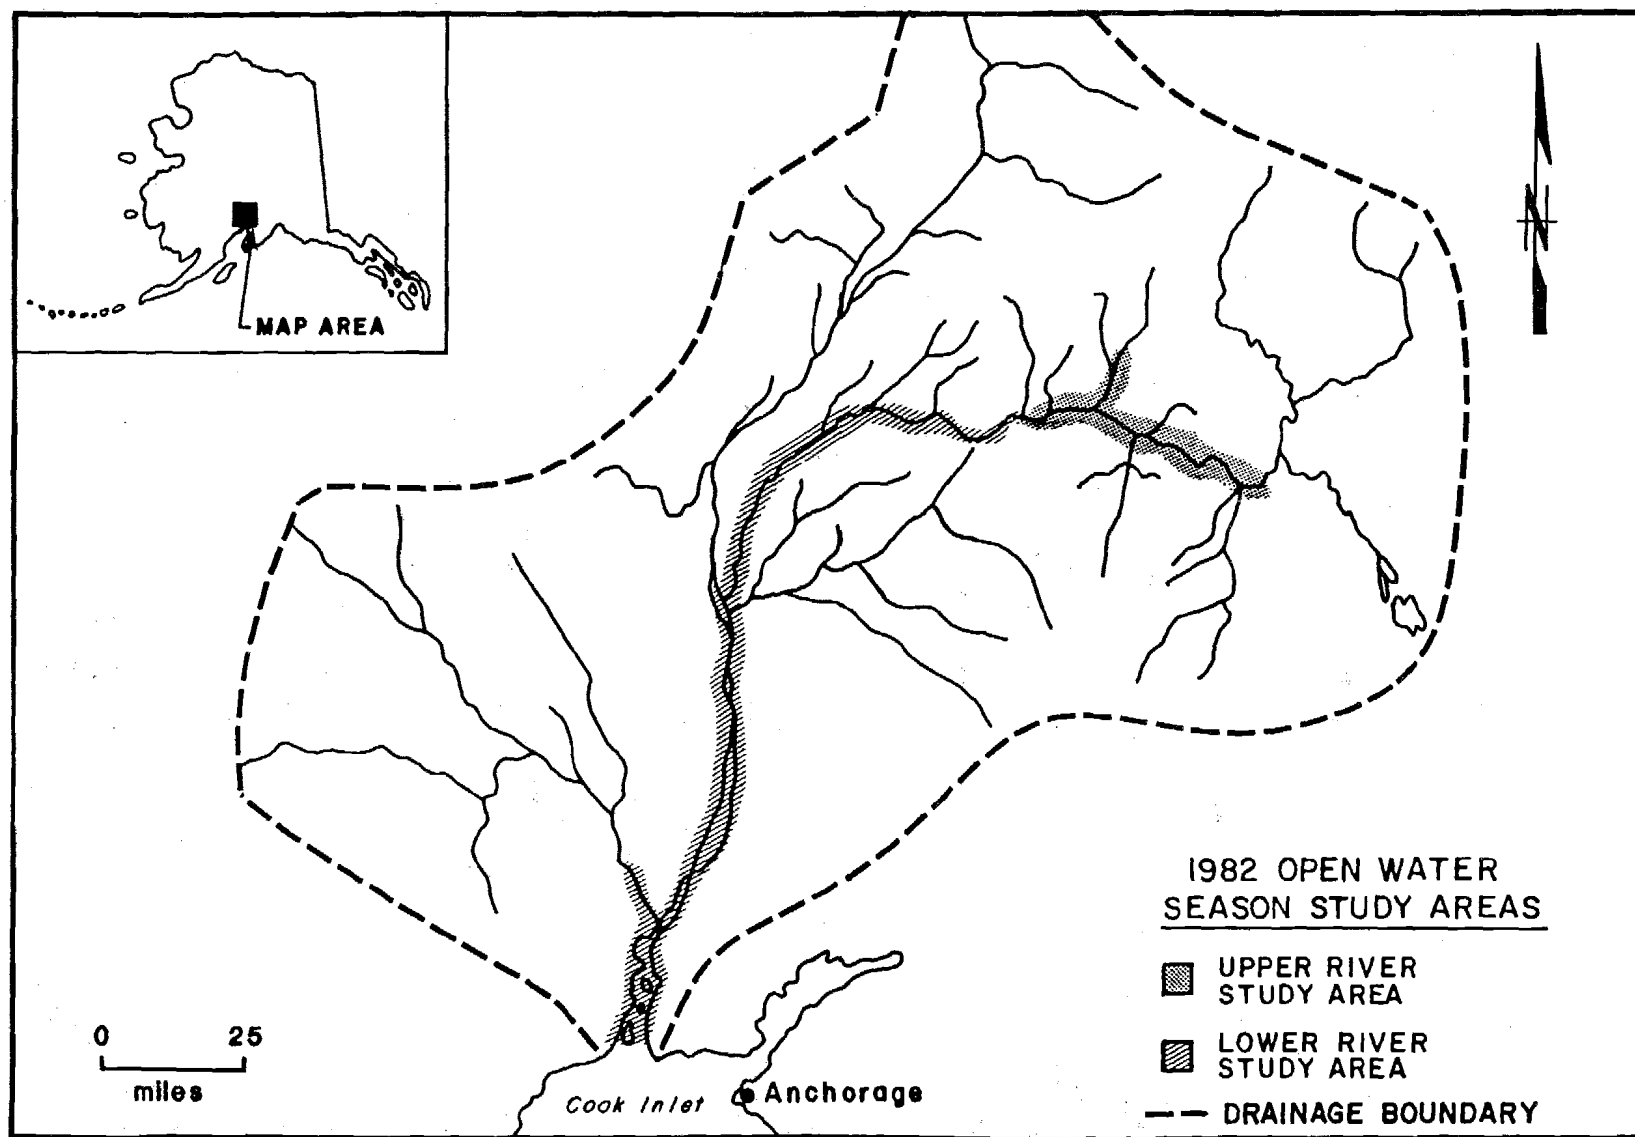 MAP AREA
N
1982 OPEN WATER
SEASON STUDY AREAS
UPPER RIVER
STUDY AREA
LOWER RIVER
STUDY AREA
DRAINAGE BOUNDARY
0 25
miles
Cook Inlet
Anchorage